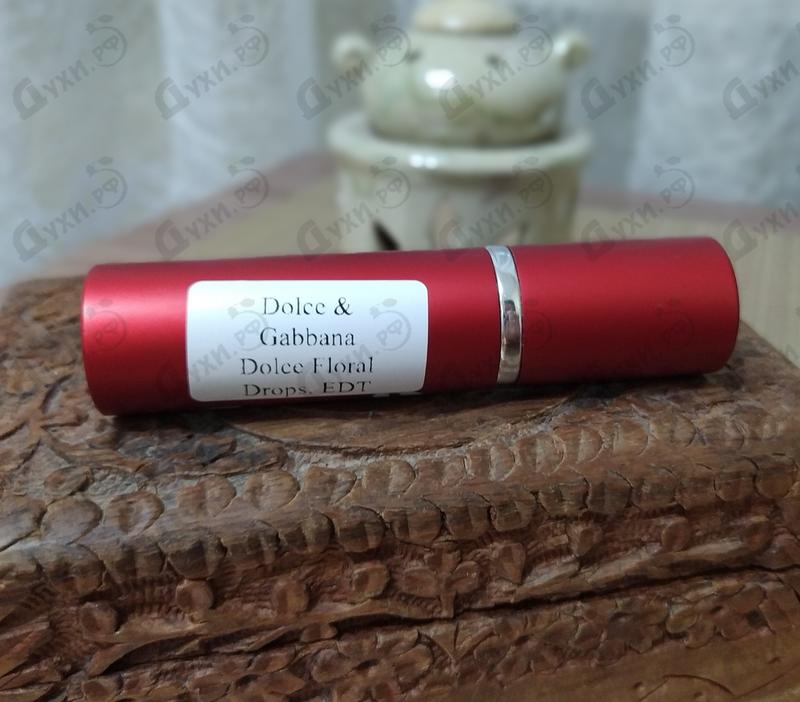 Dolce &
Gabbana
Dolce Floral
Drops, EDT
Духи.рф